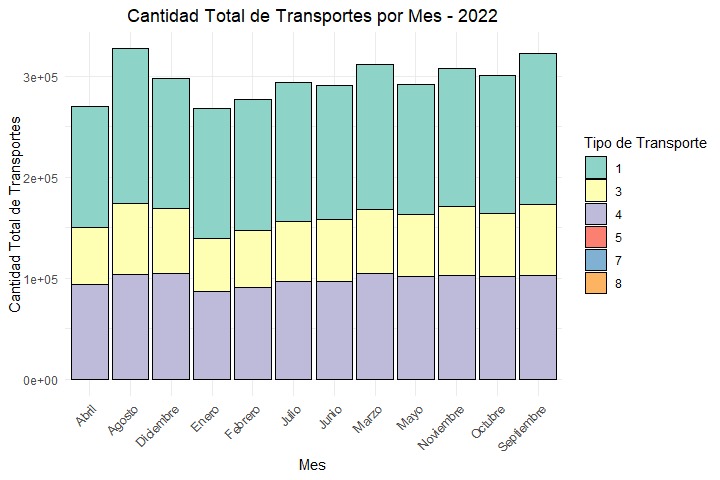 Cantidad Total de Transportes por Mes - 2022
Cantidad Total de Transportes
3e+05
2e+05
1e+05
0e+00
Abril
Agosto
Diciembre
Enero
Febrero
Julio
Junio
Marzo
Mayo
Noviembre
Octubre
Septiembre
Mes
Tipo de Transporte
1
3
4
5
7
8